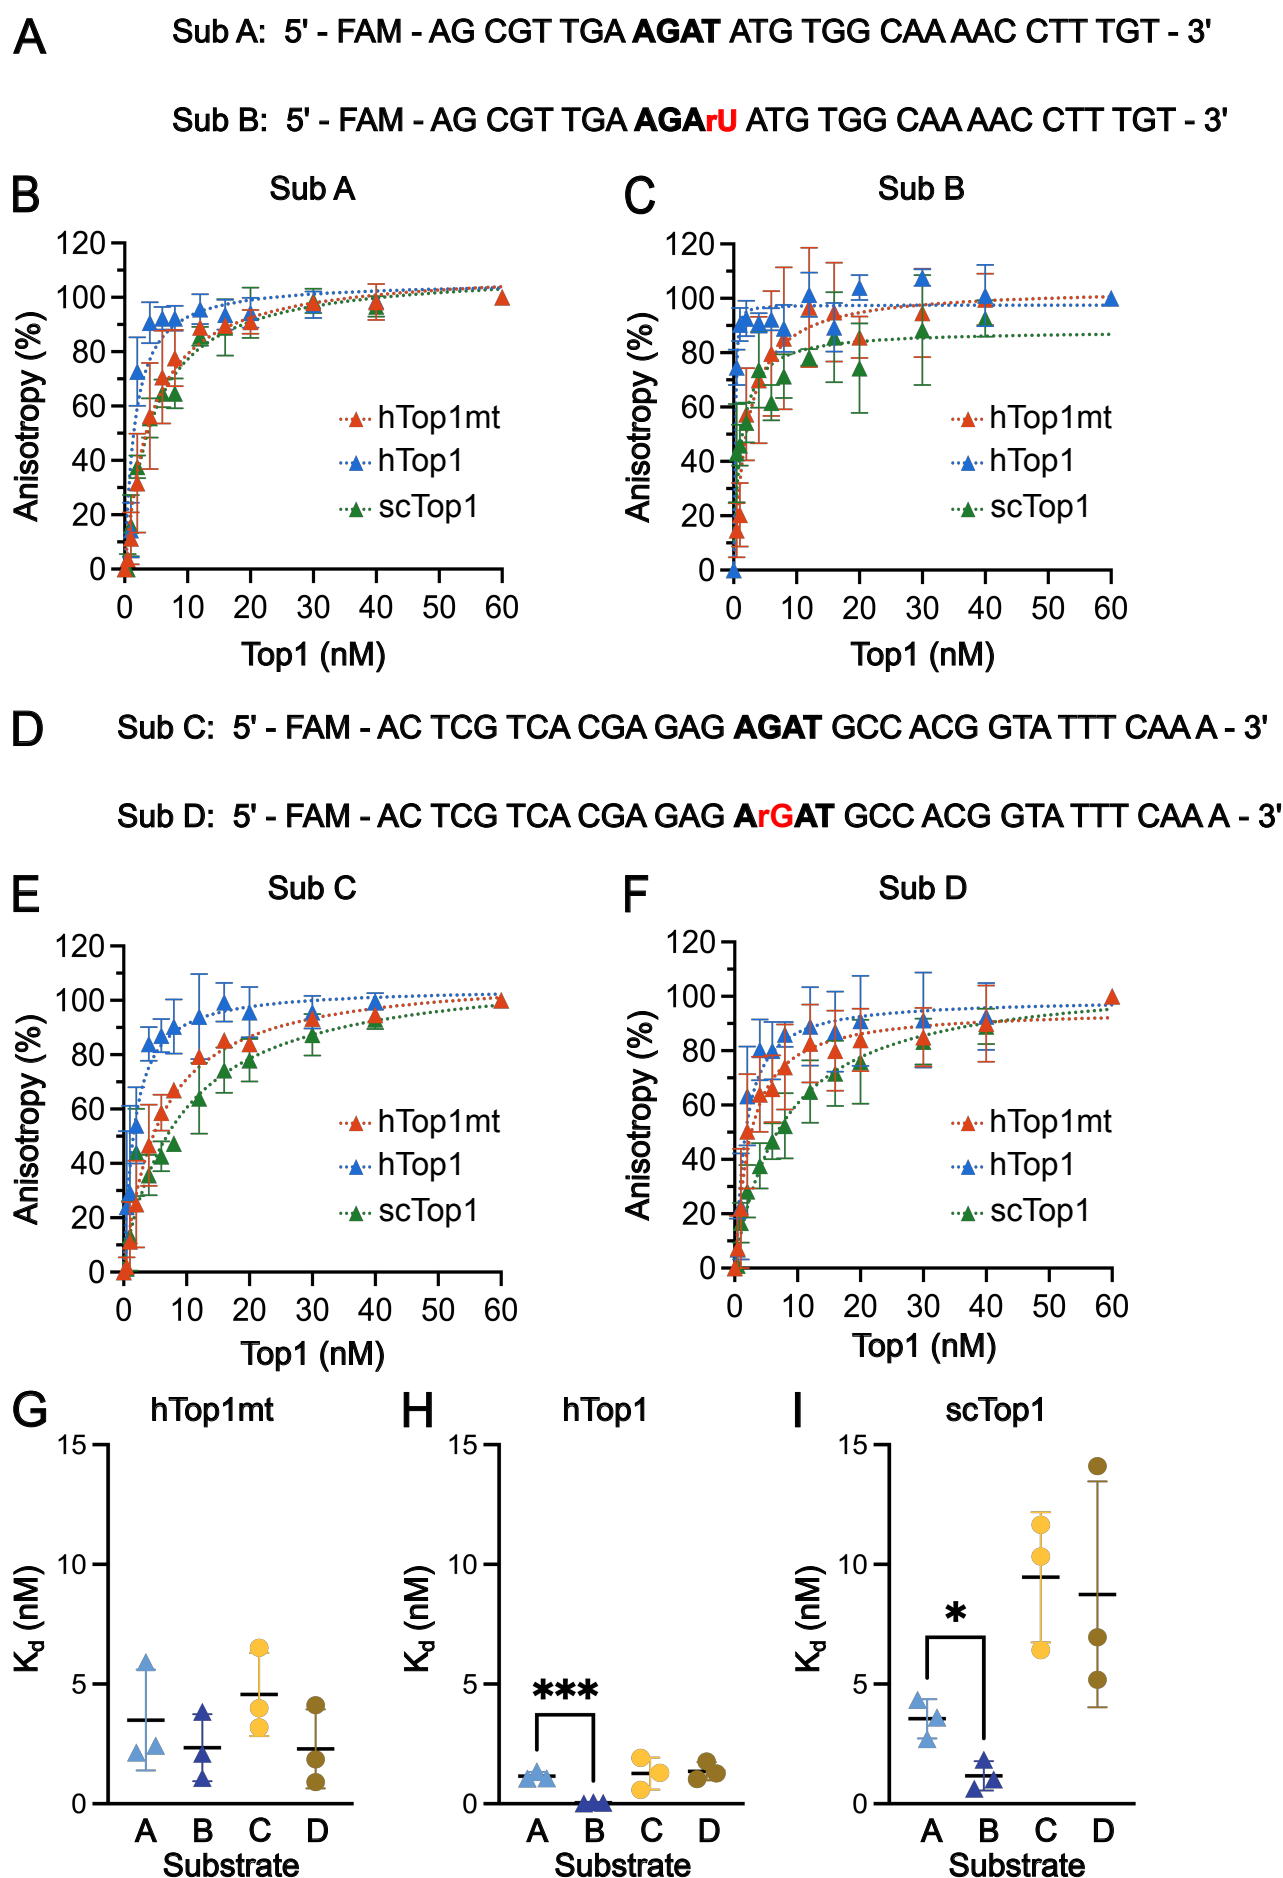 A
Sub A: 5' - FAM - AG CGT TGA AGAT ATG TGG CAA AAC CTT TGT - 3'
Sub B: 5' - FAM - AG CGT TGA AGArU ATG TGG CAA AAC CTT TGT - 3'
B
Sub A
Anisotropy (%)
120
100
80
60
40
20
0
hTop1mt
hTop1
scTop1
0 10 20 30 40 50 60
Top1 (nM)
C
Sub B
Anisotropy (%)
120
100
80
60
40
20
0
hTop1mt
hTop1
scTop1
0 10 20 30 40 50 60
Top1 (nM)
D
Sub C: 5' - FAM - AC TCG TCA CGA GAG AGAT GCC ACG GTA TTT CAA A - 3'
Sub D: 5' - FAM - AC TCG TCA CGA GAG ArGAT GCC ACG GTA TTT CAA A - 3'
E
Sub C
Anisotropy (%)
120
100
80
60
40
20
0
hTop1mt
hTop1
scTop1
0 10 20 30 40 50 60
Top1 (nM)
F
Sub D
Anisotropy (%)
120
100
80
60
40
20
0
hTop1mt
hTop1
scTop1
0 10 20 30 40 50 60
Top1 (nM)
G
hTop1mt
Kd (nM)
15
10
5
0
A B C D
Substrate
H
hTop1
Kd (nM)
15
10
5
0
***
A B C D
Substrate
I
scTop1
Kd (nM)
15
10
5
0
*
A B C D
Substrate